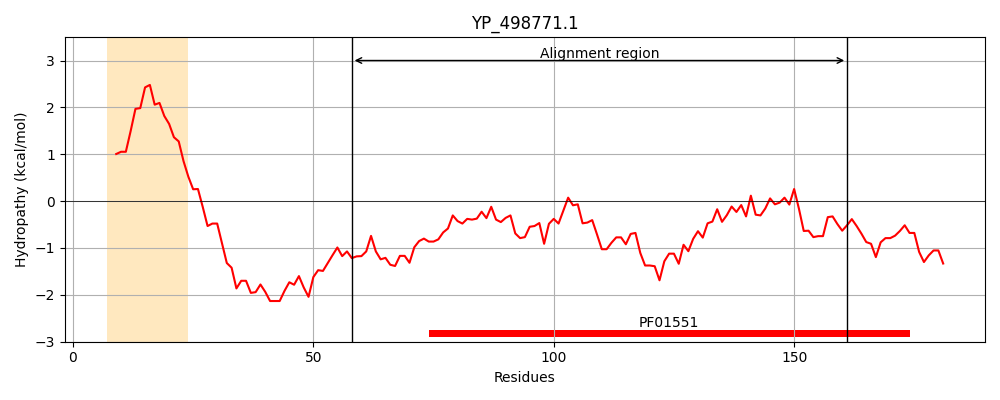 YP_498771.1
Alignment region
PF01551
3
2
1
0
−1
−2
−3
0
50
100
150
Hydropathy (kcal/mol)
Residues